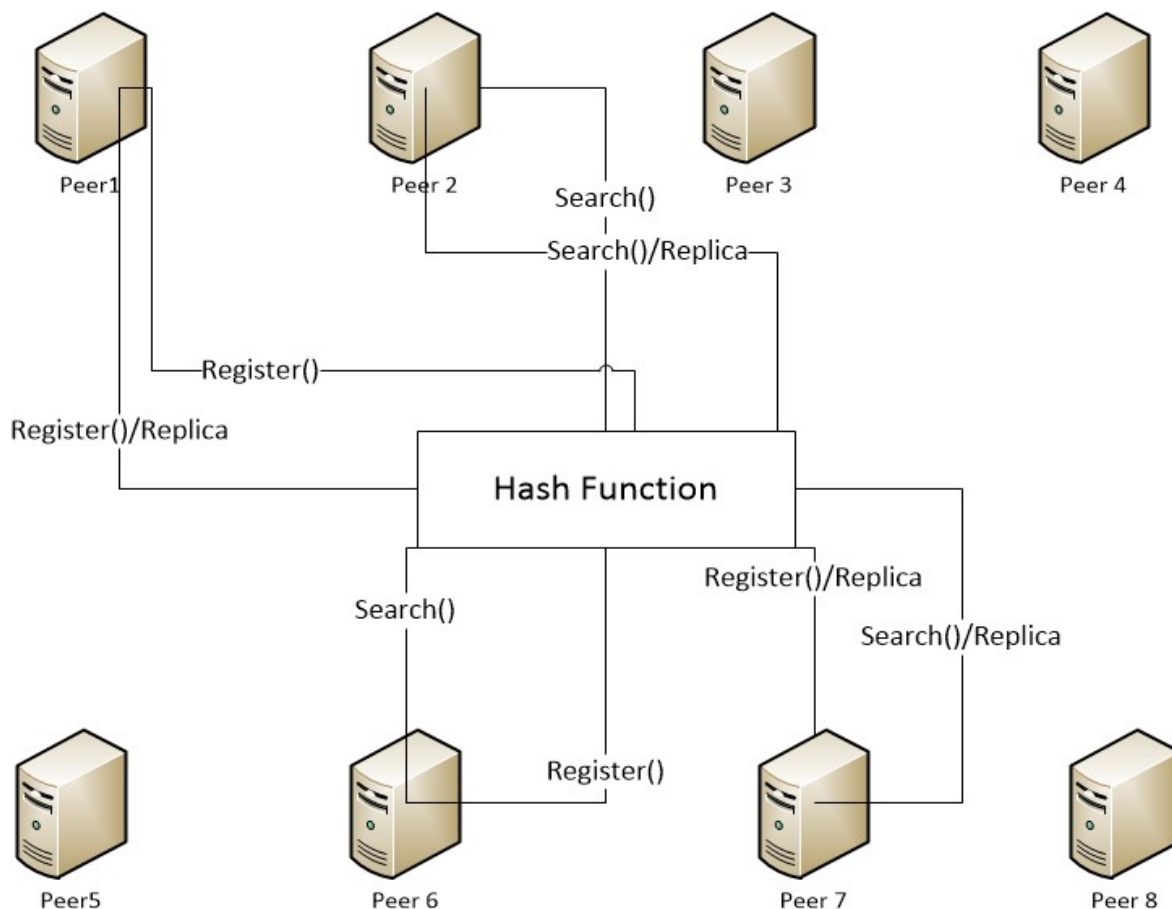 Peer1
Peer 2
Peer 3
Peer 4
Search()
Search()/Replica
Register()
Register()/Replica
Hash Function
Register()/Replica
Search()
Search()/Replica
Register()
Peer5
Peer 6
Peer 7
Peer 8